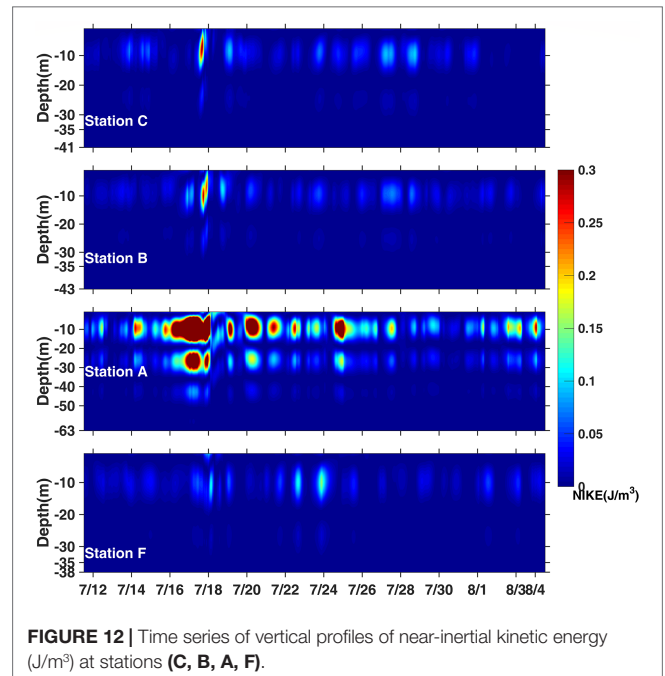 Depth(m)
-10
-20
-30
-35
-41
Station C
Depth(m)
-10
-20
-30
-35
-43
Station B
Depth(m)
-10
-20
-30
-40
-50
-63
Station A
Depth(m)
-10
-20
-30
-35
-38
Station F
7/12 7/14 7/16 7/18 7/20 7/22 7/24 7/26 7/28 7/30 8/1 8/38/4
0.3
0.25
0.2
0.15
0.1
0.05
0
NIKE(J/m³)
FIGURE 12 | Time series of vertical profiles of near-inertial kinetic energy
(J/m³) at stations (C, B, A, F).